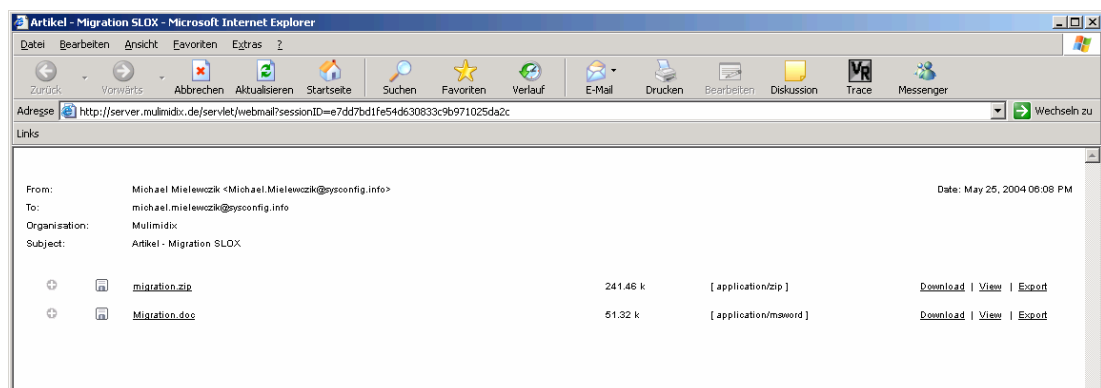 Artikel - Migration SLOX - Microsoft Internet Explorer
Datei Bearbeiten Ansicht Favoriten Extras ?
Zurück Vorwärts Abbrechen Aktualisieren Startseite Suchen Favoriten Verlauf E-Mail Drucken Bearbeiten Diskussion VR Trace Messenger
Adresse http://server.mulimidix.de/servlet/webmail?sessionID=e7dd7bd1fe54d630833c9b971025da2c Wechseln zu
Links
From: Michael Mielewczik <Michael.Mielewczik@sysconfig.info> Date: May 25, 2004 06:08 PM
To: michael.mielewczik@sysconfig.info
Organisation: Mulimidix
Subject: Artikel - Migration SLOX
migration.zip 241.46 k [ application/zip ] Download | View | Export
Migration.doc 51.32 k [ application/msword ] Download | View | Export